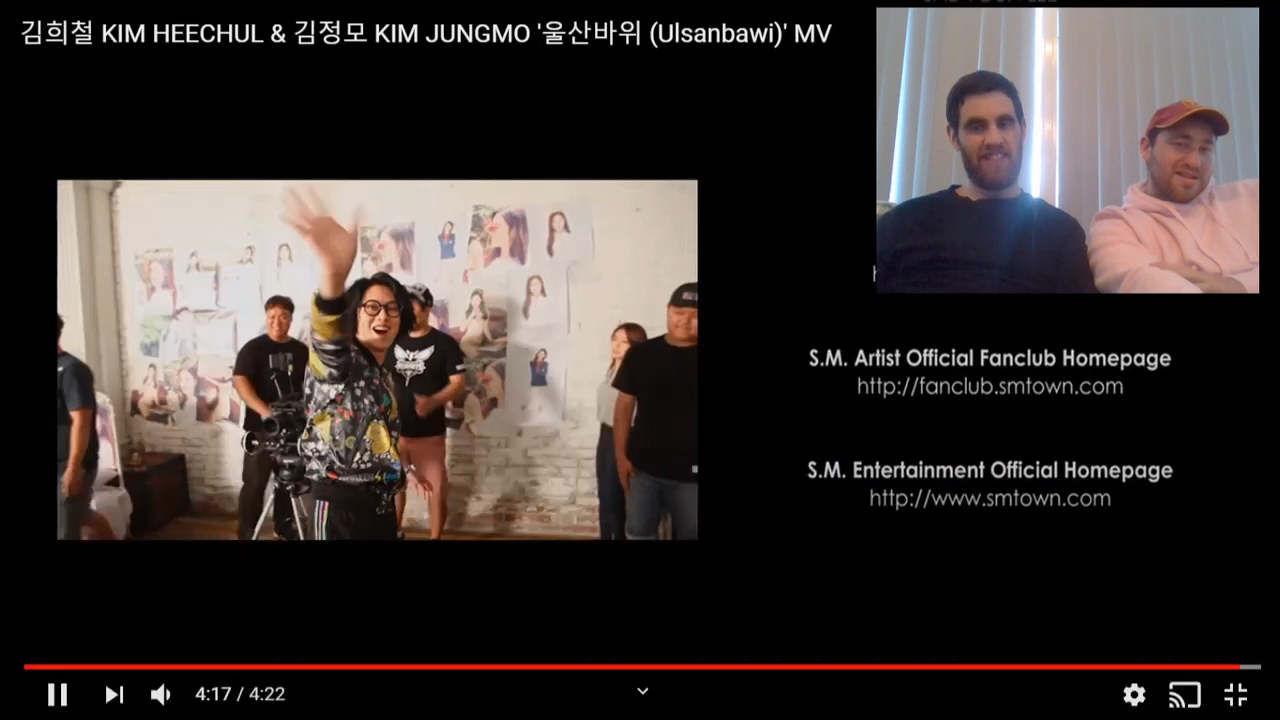 김희철 KIM HEECHUL & 김정모 KIM JUNGMO '울산바위 (Ulsanbawi)' MV
S.M. Artist Official Fanclub Homepage
http://fanclub.smtown.com
S.M. Entertainment Official Homepage
http://www.smtown.com
4:17 / 4:22